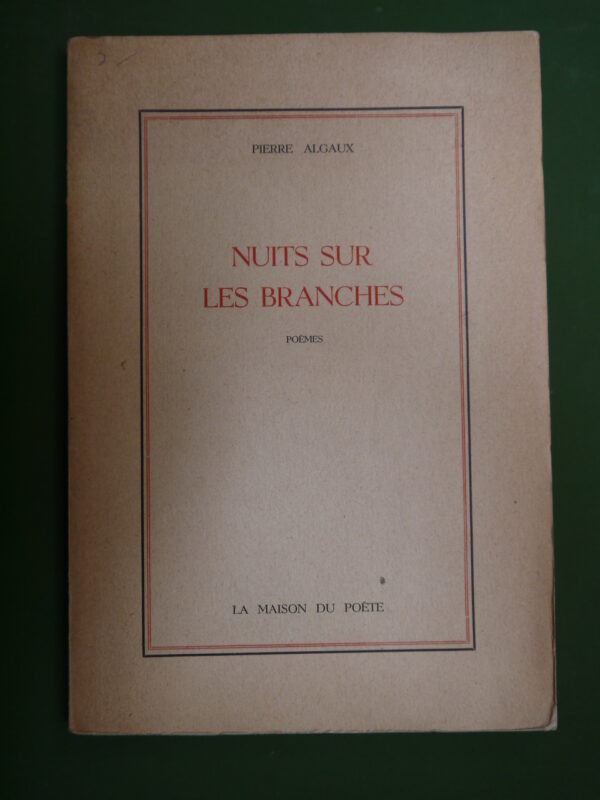 PIERRE ALGAUX
NUITS SUR
LES BRANCHES
POÈMES
LA MAISON DU POÈTE